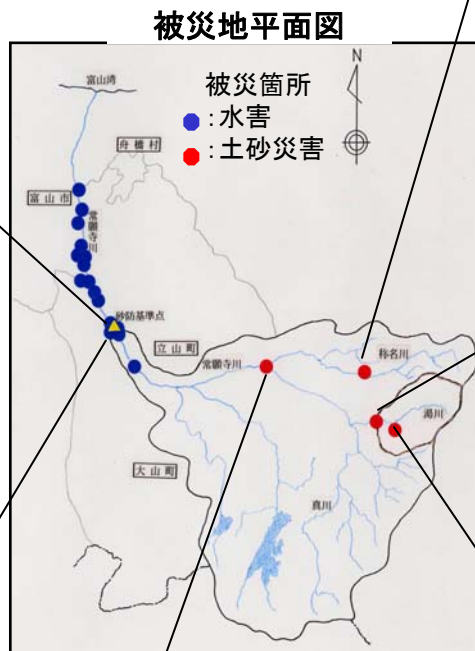 被災地平面図
富山湾
N
被災箇所
：水害
：土砂災害
舟橋村
富山市
常願寺川
砂防基準点
立山町
常願寺川
称名川
湯川
大山町
真川